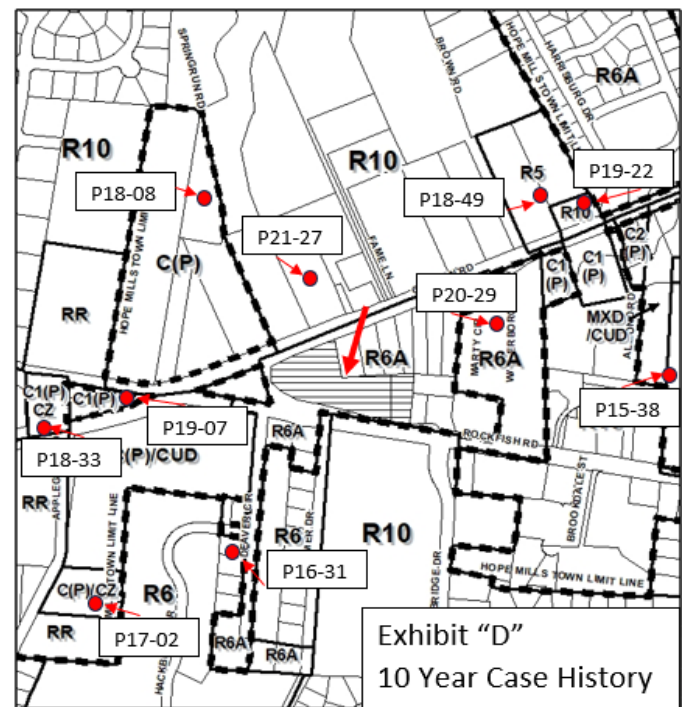 SPRINGRUN RD
BROWN RD
HARRISBURG DR
HOPE MILLS TOWN LIMIT
R6A
R10
R10
R5
P19-22
P18-08
P18-49
R10
P21-27
HOPE MILLS TOWN LIMIT
FAME LN
C(P)
C1
(P)
C1
(P)
C2
(P)
RR
P20-29
MARTY
R6A
R6A
MXD
/CUD
P15-38
C1(P)
CZ
C1(P)
P19-07
P18-33
(P)/CUD
R6A
ROCKFISH RD
BROOKDALE ST
RR
TOWN LIMIT LINE
R6
R10
P16-31
HOPE MILLS TOWN LIMIT LINE
C(P)/CZ
R6
RR
P17-02
R6A
R6A
Exhibit "D"
10 Year Case History